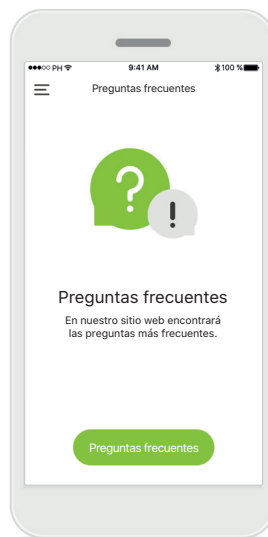 ●●●○○ PH 9:41 AM 100 %
Preguntas frecuentes
?
!
Preguntas frecuentes
En nuestro sitio web encontrará
las preguntas más frecuentes.
Preguntas frecuentes